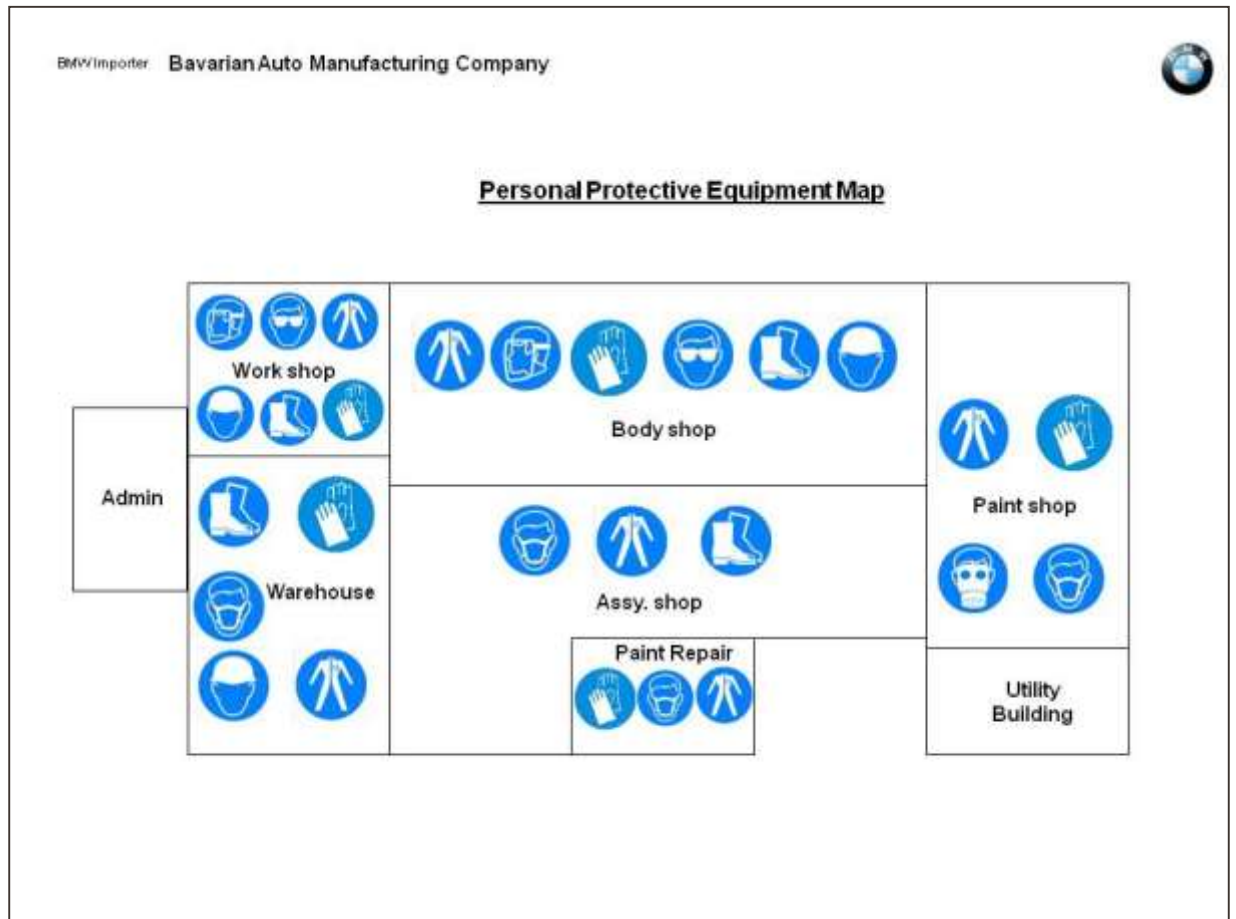 BMW Importer Bavarian Auto Manufacturing Company
BMW
Personal Protective Equipment Map
Work shop
Body shop
Admin
Paint shop
Warehouse
Assy. shop
Paint Repair
Utility
Building